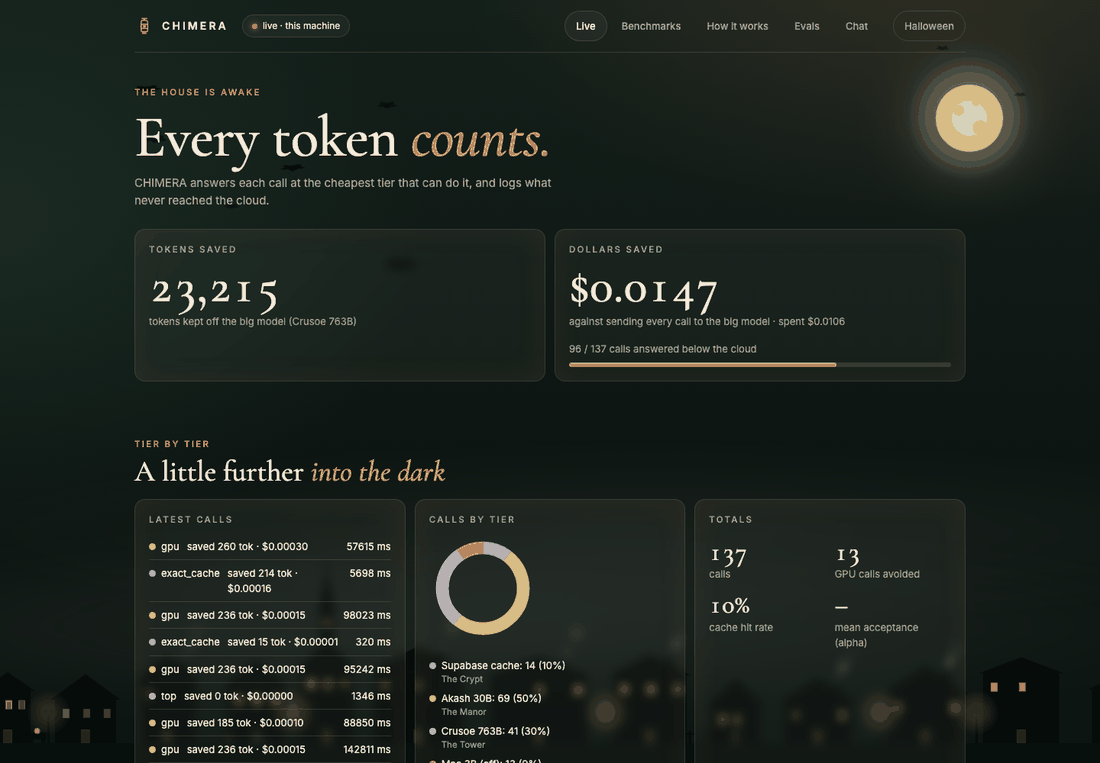 CHIMERA
live · this machine
Live
Benchmarks
How it works
Evals
Chat
Halloween
THE HOUSE IS AWAKE
Every token counts.
CHIMERA answers each call at the cheapest tier that can do it, and logs what
never reached the cloud.
TOKENS SAVED
23,215
tokens kept off the big model (Crusoe 763B)
DOLLARS SAVED
$0.0147
against sending every call to the big model · spent $0.0106
96 / 137 calls answered below the cloud
TIER BY TIER
A little further into the dark
LATEST CALLS
gpu saved 260 tok · $0.00030 57615 ms
exact_cache saved 214 tok · 5698 ms
$0.00016
gpu saved 236 tok · $0.00015 98023 ms
exact_cache saved 15 tok · $0.00001 320 ms
gpu saved 236 tok · $0.00015 95242 ms
top saved 0 tok · $0.00000 1346 ms
gpu saved 185 tok · $0.00010 88850 ms
gpu saved 236 tok · $0.00015 142811 ms
CALLS BY TIER
Supabase cache: 14 (10%)
The Crypt
Akash 30B: 69 (50%)
The Manor
Crusoe 763B: 41 (30%)
The Tower
TOTALS
137
calls
13
GPU calls avoided
10%
cache hit rate
–
mean acceptance
(alpha)